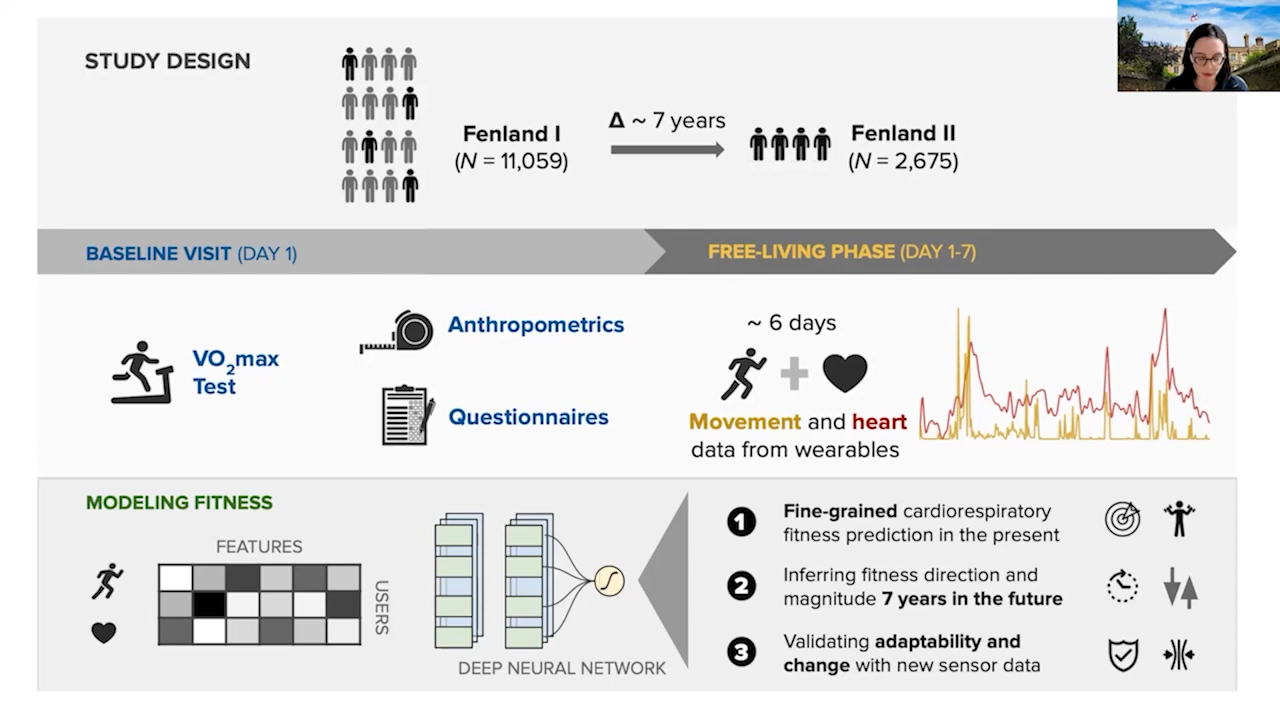 STUDY DESIGN
Fenland I
(N = 11,059)
Δ ~ 7 years
Fenland II
(N = 2,675)
BASELINE VISIT (DAY 1)
FREE-LIVING PHASE (DAY 1-7)
VO2max
Test
Anthropometrics
Questionnaires
~ 6 days
Movement and heart
data from wearables
MODELING FITNESS
FEATURES
USERS
DEEP NEURAL NETWORK
1 Fine-grained cardiorespiratory
fitness prediction in the present
2 Inferring fitness direction and
magnitude 7 years in the future
3 Validating adaptability and
change with new sensor data